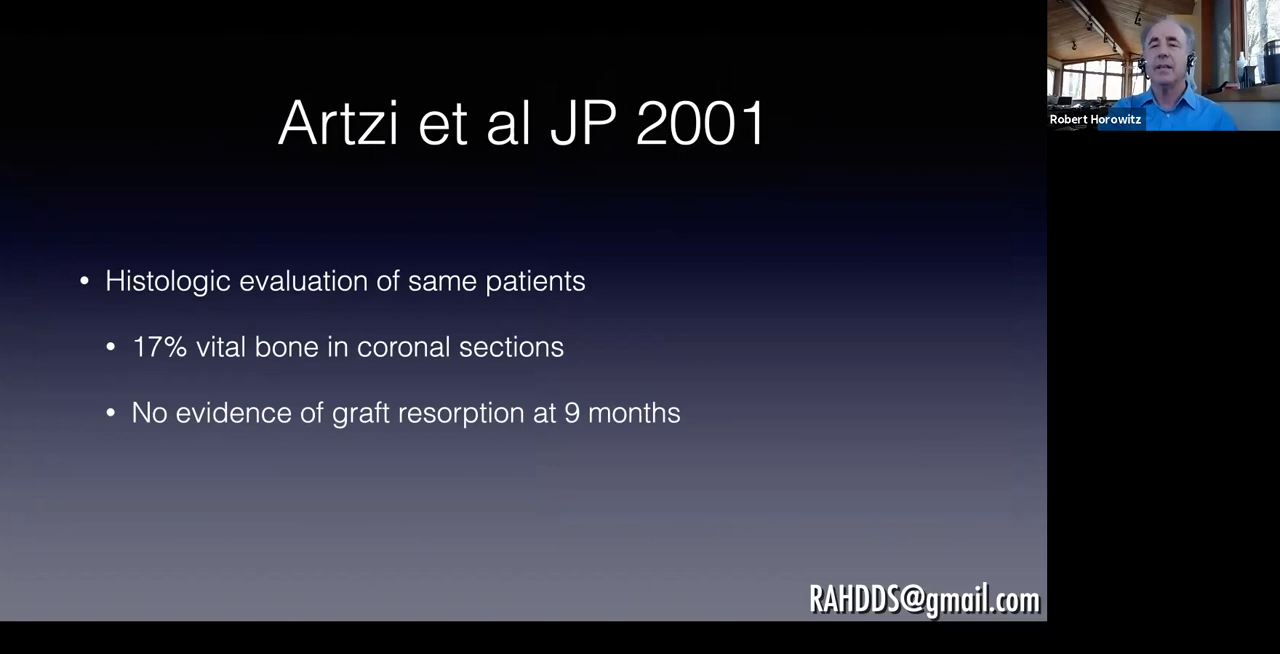 Artzi et al JP 2001
• Histologic evaluation of same patients
• 17% vital bone in coronal sections
• No evidence of graft resorption at 9 months
RAHDDS@gmail.com
Robert Horowitz